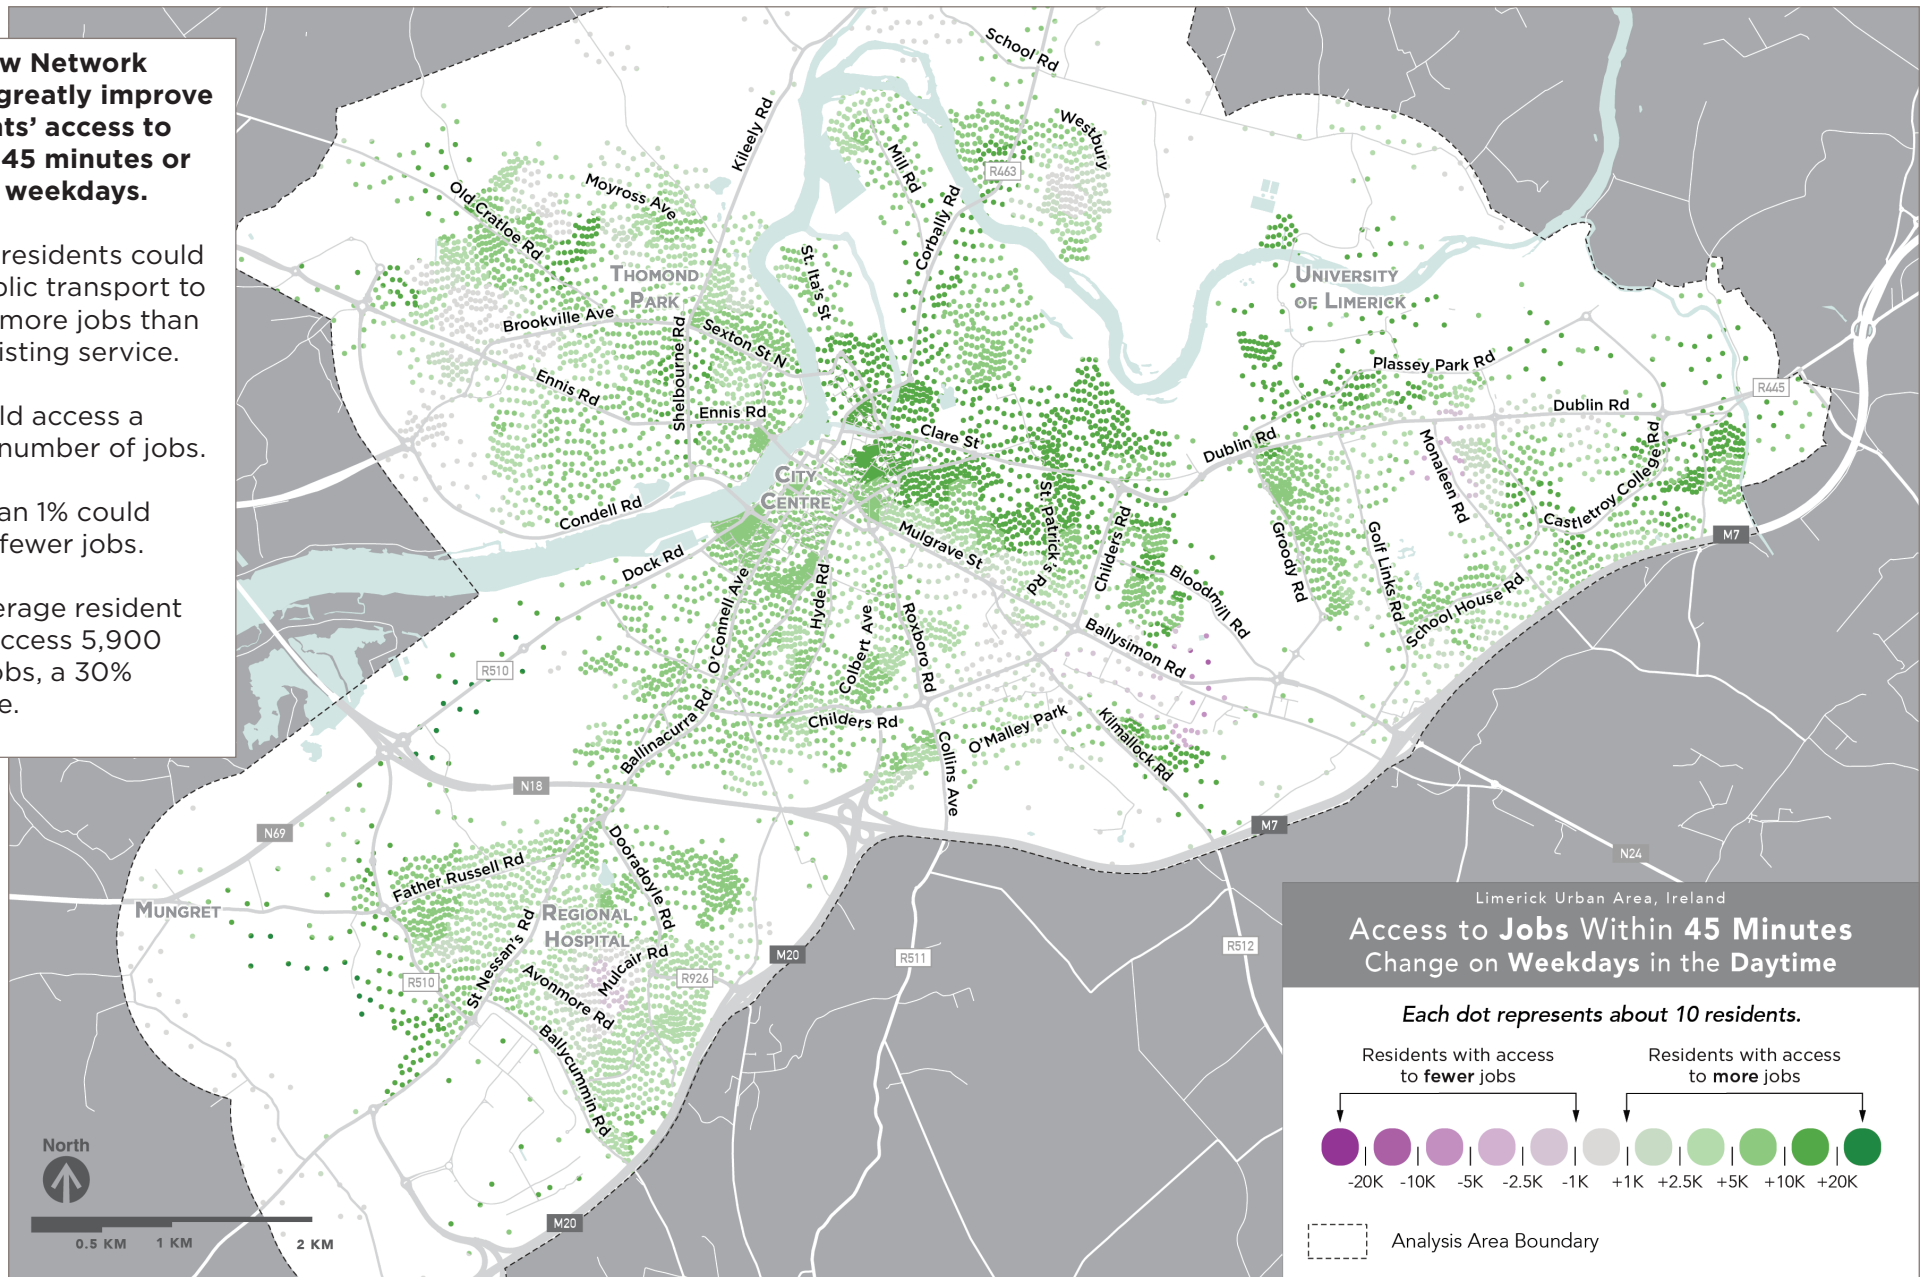 w Network
greatly improve
nts' access to
45 minutes or
weekdays.
residents could
blic transport to
more jobs than
isting service.
ld access a
number of jobs.
an 1% could
fewer jobs.
erage resident
ccess 5,900
obs, a 30%
e.
School Rd
Westbury
Kileely Rd
Mill Rd
R463
Moyross Ave
Old Cratloe Rd
Corbally Rd
St. Ita's St
Thomond
Park
University
of Limerick
Brookville Ave
Sexton St N
Shelbourne Rd
Plassey Park Rd
Ennis Rd
Ennis Rd
R445
Dublin Rd
Clare St
Dublin Rd
Monaleen Rd
Castletroy College Rd
City
Centre
St. Patrick's Rd
Condell Rd
Mulgrave St
Childers Rd
Groody Rd
Golf Links Rd
M7
Dock Rd
O'Connell Ave
Hyde Rd
Colbert Ave
Roxboro Rd
Bloodmill Rd
School House Rd
Ballysimon Rd
R510
Ballinacurra Rd
Childers Rd
O'Malley Park
Kilmallock Rd
Collins Ave
N18
N69
M7
N24
Dooradoyle Rd
Father Russell Rd
Mungret
Regional
Hospital
St Nessan's Rd
Mulcair Rd
Avonmore Rd
R510
R926
M20
R511
R512
Ballycummin Rd
M20
North
0.5 KM
1 KM
2 KM
Limerick Urban Area, Ireland
Access to Jobs Within 45 Minutes
Change on Weekdays in the Daytime
Each dot represents about 10 residents.
Residents with access
to fewer jobs
Residents with access
to more jobs
-20K -10K -5K -2.5K -1K +1K +2.5K +5K +10K +20K
Analysis Area Boundary